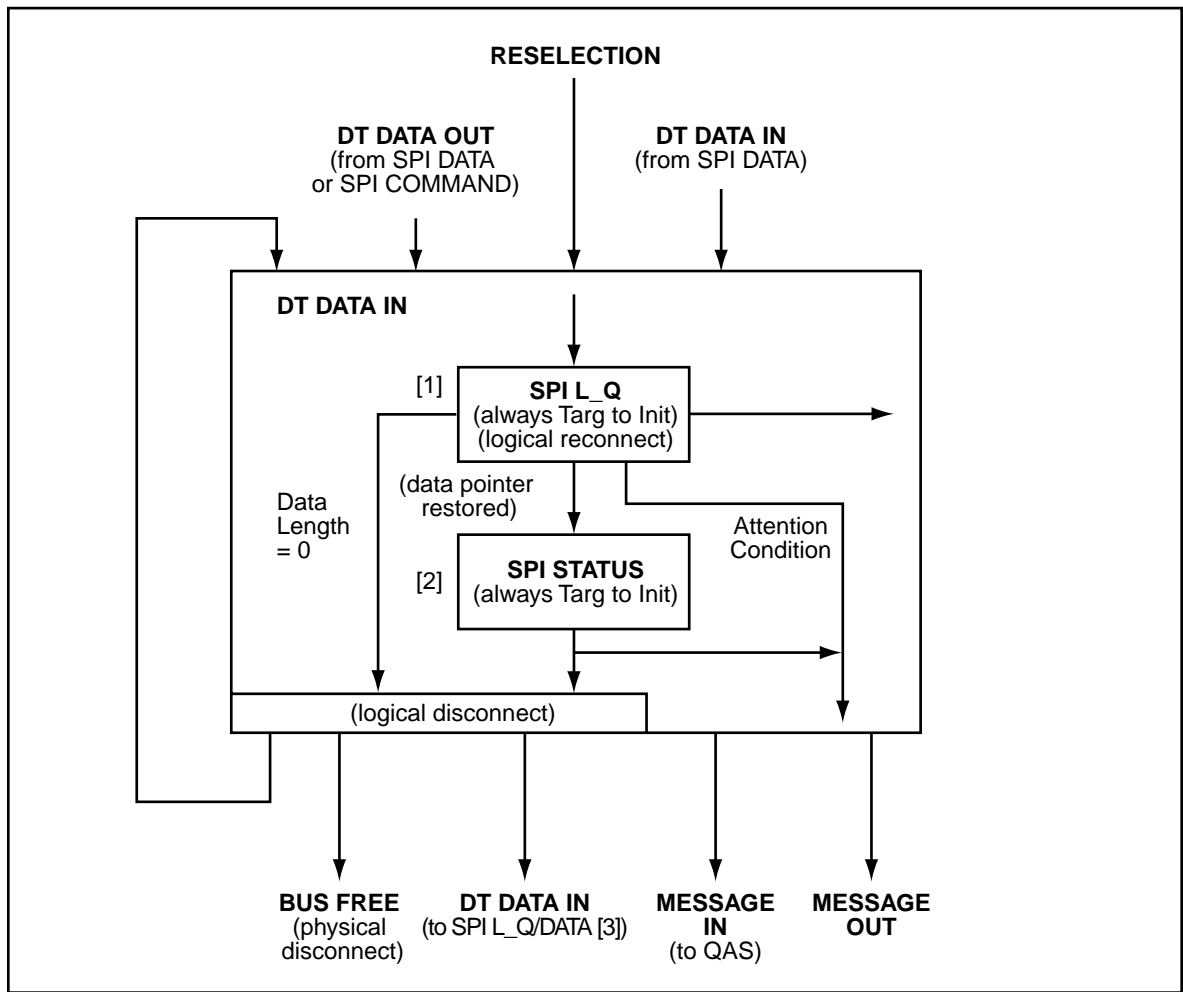 RESELECTION
DT DATA OUT
(from SPI DATA
or SPI COMMAND)
DT DATA IN
(from SPI DATA)
DT DATA IN
[1]
SPI L_Q
(always Targ to Init)
(logical reconnect)
(data pointer
restored)
Data
Length
= 0
Attention
Condition
[2]
SPI STATUS
(always Targ to Init)
(logical disconnect)
BUS FREE
(physical
disconnect)
DT DATA IN
(to SPI L_Q/DATA [3])
MESSAGE
IN
(to QAS)
MESSAGE
OUT